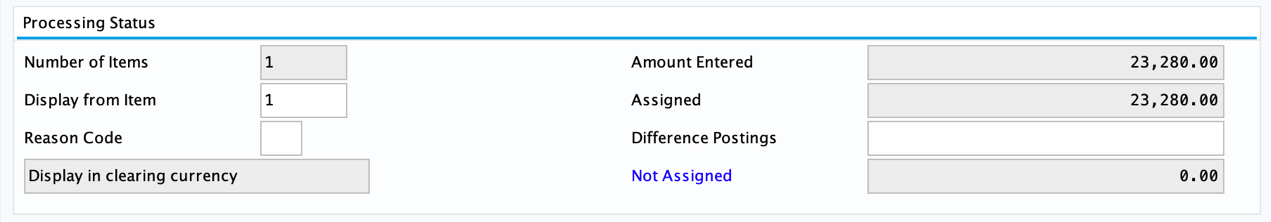 Processing Status
Number of Items 1 Amount Entered 23,280.00
Display from Item 1 Assigned 23,280.00
Reason Code Difference Postings
Display in clearing currency Not Assigned 0.00